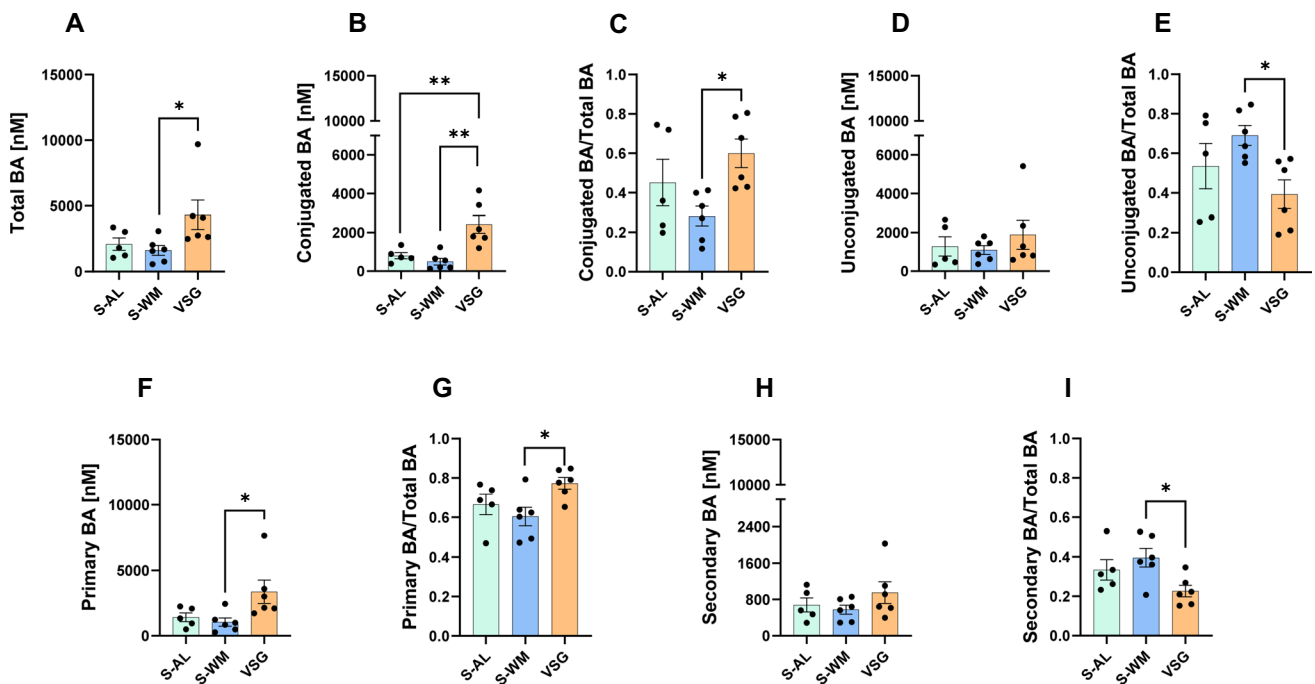 A
B
C
D
E
Total BA [nM]
15000
10000
5000
0
*
S-AL
S-WM
VSG
Conjugated BA [nM]
15000
10000
6000
4000
2000
0
**
**
S-AL
S-WM
VSG
Conjugated BA/Total BA
1.0
0.8
0.6
0.4
0.2
0.0
*
S-AL
S-WM
VSG
Unconjugated BA [nM]
15000
10000
6000
4000
2000
0
S-AL
S-WM
VSG
Unconjugated BA/Total BA
1.0
0.8
0.6
0.4
0.2
0.0
*
S-AL
S-WM
VSG
F
G
H
I
Primary BA [nM]
15000
10000
5000
0
*
S-AL
S-WM
VSG
Primary BA/Total BA
1.0
0.8
0.6
0.4
0.2
0.0
*
S-AL
S-WM
VSG
Secondary BA [nM]
15000
10000
2400
1600
800
0
S-AL
S-WM
VSG
Secondary BA/Total BA
1.0
0.8
0.6
0.4
0.2
0.0
*
S-AL
S-WM
VSG